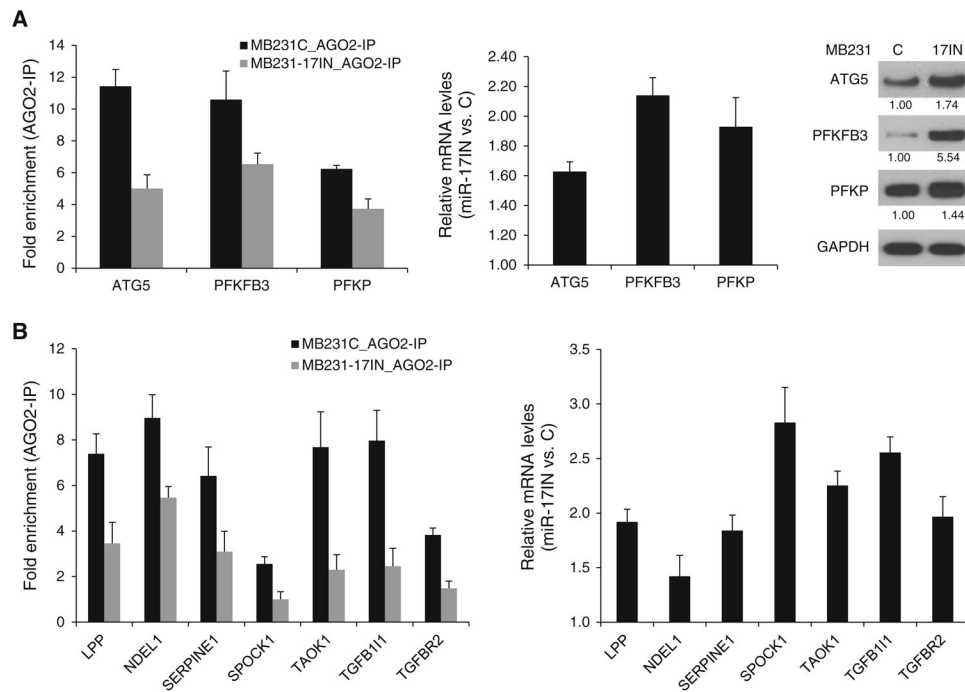 A
Fold enrichment (AGO2-IP)
14
12
10
8
6
4
2
0
MB231C_AGO2-IP
MB231-17IN_AGO2-IP
ATG5 PFKFB3 PFKP
Relative mRNA levles
(miR-17IN vs. C)
2.40
2.20
2.00
1.80
1.60
1.40
1.20
1.00
ATG5 PFKFB3 PFKP
MB231 C 17IN
ATG5
1.00 1.74
PFKFB3
1.00 5.54
PFKP
1.00 1.44
GAPDH
B
Fold enrichment (AGO2-IP)
12
10
8
6
4
2
0
MB231C_AGO2-IP
MB231-17IN_AGO2-IP
LPP NDEL1 SERPINE1 SPOCK1 TAOK1 TGFB1I1 TGFBR2
Relative mRNA levles
(miR-17IN vs. C)
3.5
3.0
2.5
2.0
1.5
1.0
LPP NDEL1 SERPINE1 SPOCK1 TAOK1 TGFB1I1 TGFBR2